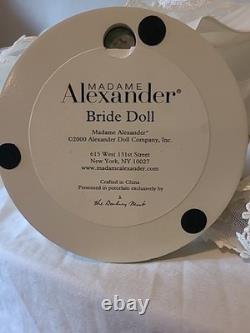 MADAME
Alexander®
Bride Doll
Madame Alexander®
©2000 Alexander Doll Company, Inc.
615 West 131st Street
New York, NY 10027
www.madamealexander.com
Crafted in China
Presented in porcelain exclusively by
The Danbury Mint